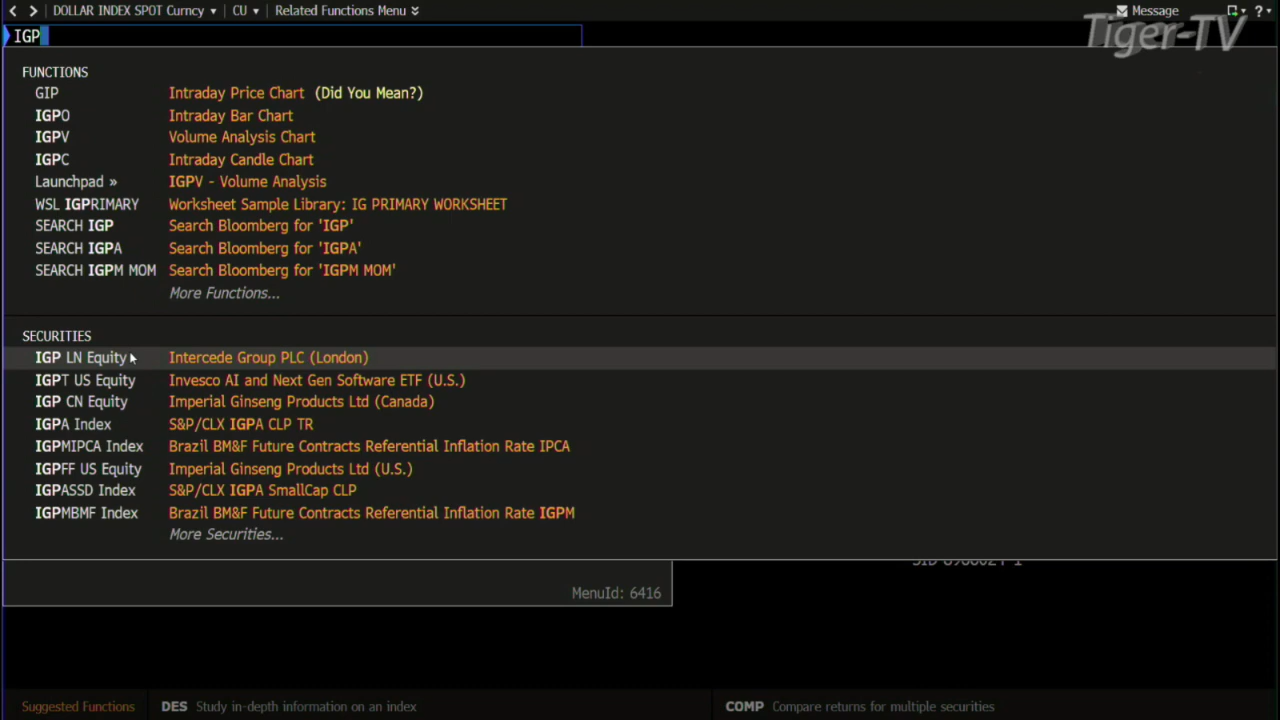 DOLLAR INDEX SPOT Curncy CU Related Functions Menu Message ?
IGP
Tiger-TV
FUNCTIONS
GIP Intraday Price Chart (Did You Mean?)
IGPO Intraday Bar Chart
IGPV Volume Analysis Chart
IGPC Intraday Candle Chart
Launchpad » IGPV - Volume Analysis
WSL IGPRIMARY Worksheet Sample Library: IG PRIMARY WORKSHEET
SEARCH IGP Search Bloomberg for 'IGP'
SEARCH IGPA Search Bloomberg for 'IGPA'
SEARCH IGPM MOM Search Bloomberg for 'IGPM MOM'
More Functions...
SECURITIES
IGP LN Equity Intercede Group PLC (London)
IGPT US Equity Invesco AI and Next Gen Software ETF (U.S.)
IGP CN Equity Imperial Ginseng Products Ltd (Canada)
IGPA Index S&P/CLX IGPA CLP TR
IGPMIPCA Index Brazil BM&F Future Contracts Referential Inflation Rate IPCA
IGPFF US Equity Imperial Ginseng Products Ltd (U.S.)
IGPASSD Index S&P/CLX IGPA SmallCap CLP
IGPMBMF Index Brazil BM&F Future Contracts Referential Inflation Rate IGPM
More Securities...
MenuId: 6416
Suggested Functions DES Study in-depth information on an index COMP Compare returns for multiple securities